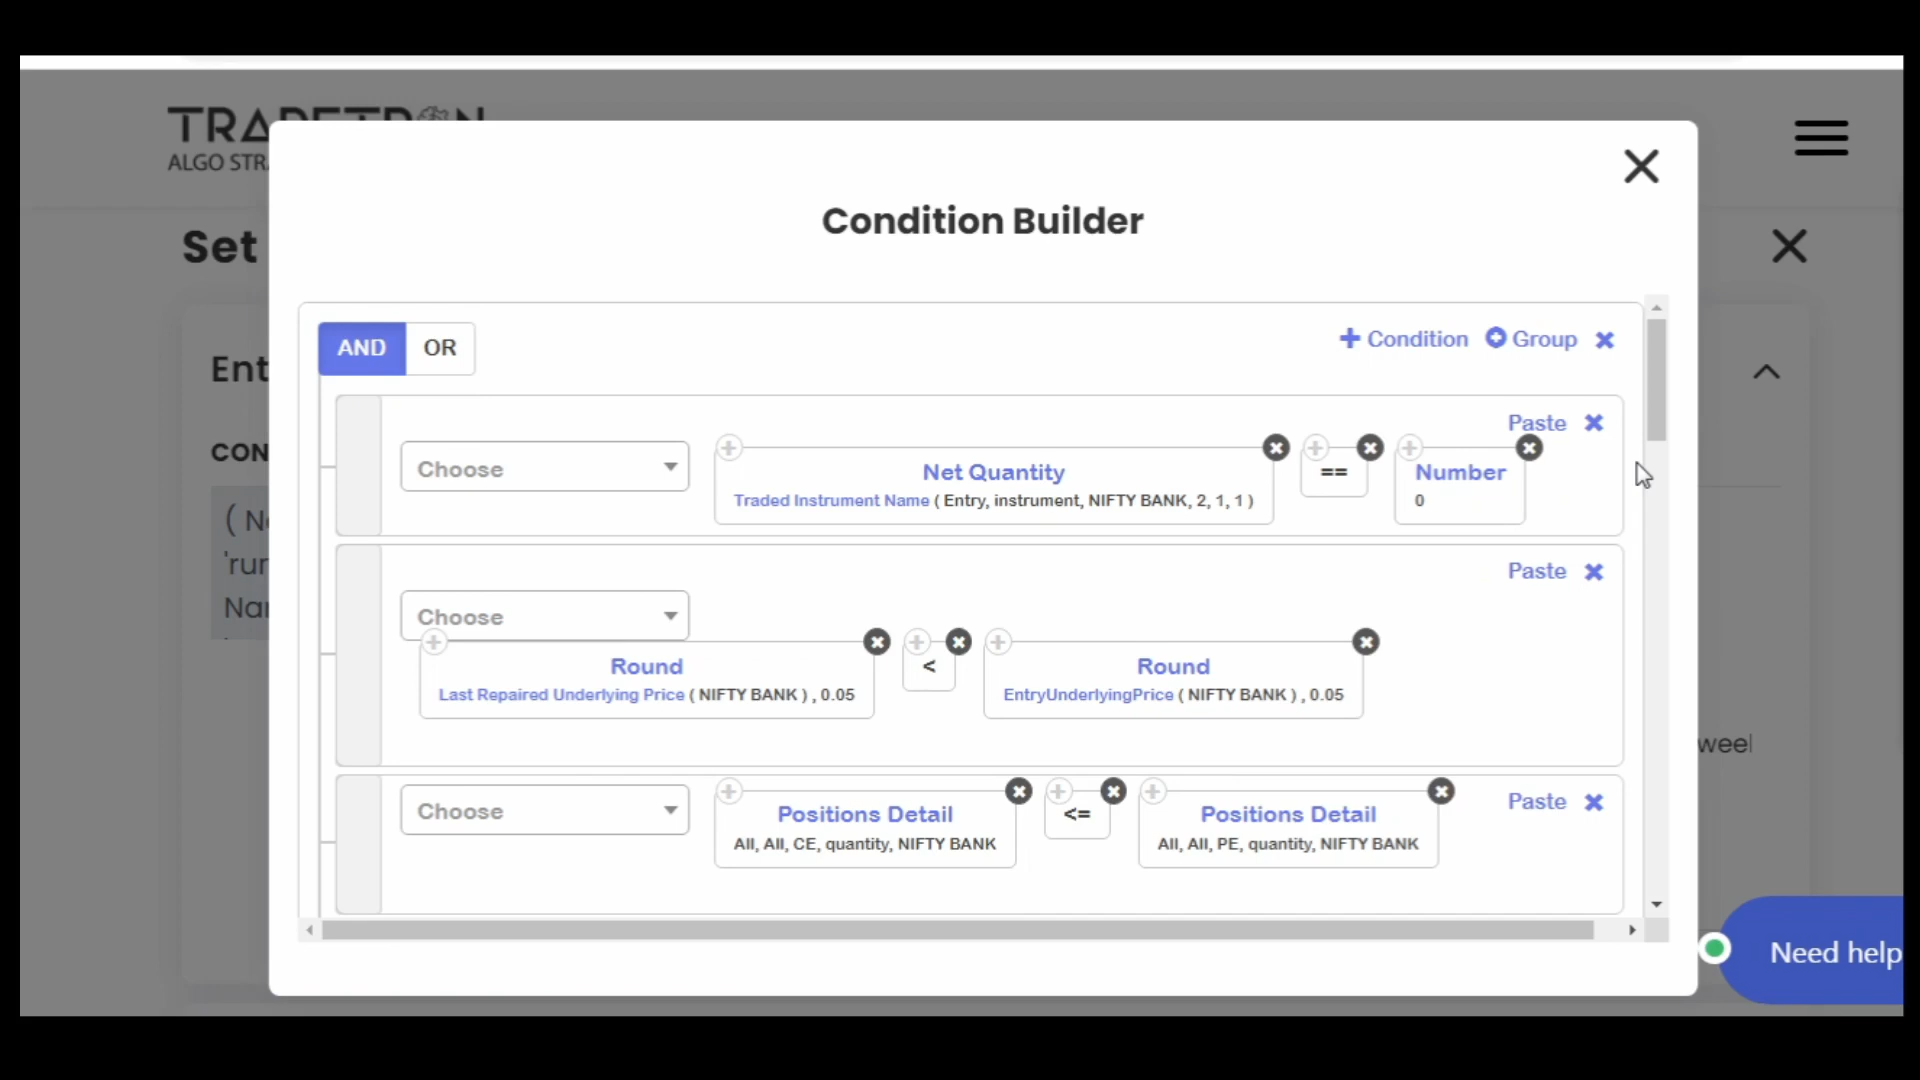 ALGO STR
Set
Condition Builder
AND OR
+ Condition Group
Ent
Paste
CON
Choose
Net Quantity
Traded Instrument Name ( Entry, instrument, NIFTY BANK, 2, 1, 1 )
==
Number
0
( Ne
'rur
Nar
Paste
Choose
Round
Last Repaired Underlying Price ( NIFTY BANK ) , 0.05
<
Round
EntryUnderlyingPrice ( NIFTY BANK ) , 0.05
week
Paste
Choose
Positions Detail
All, All, CE, quantity, NIFTY BANK
<=
Positions Detail
All, All, PE, quantity, NIFTY BANK
Need help